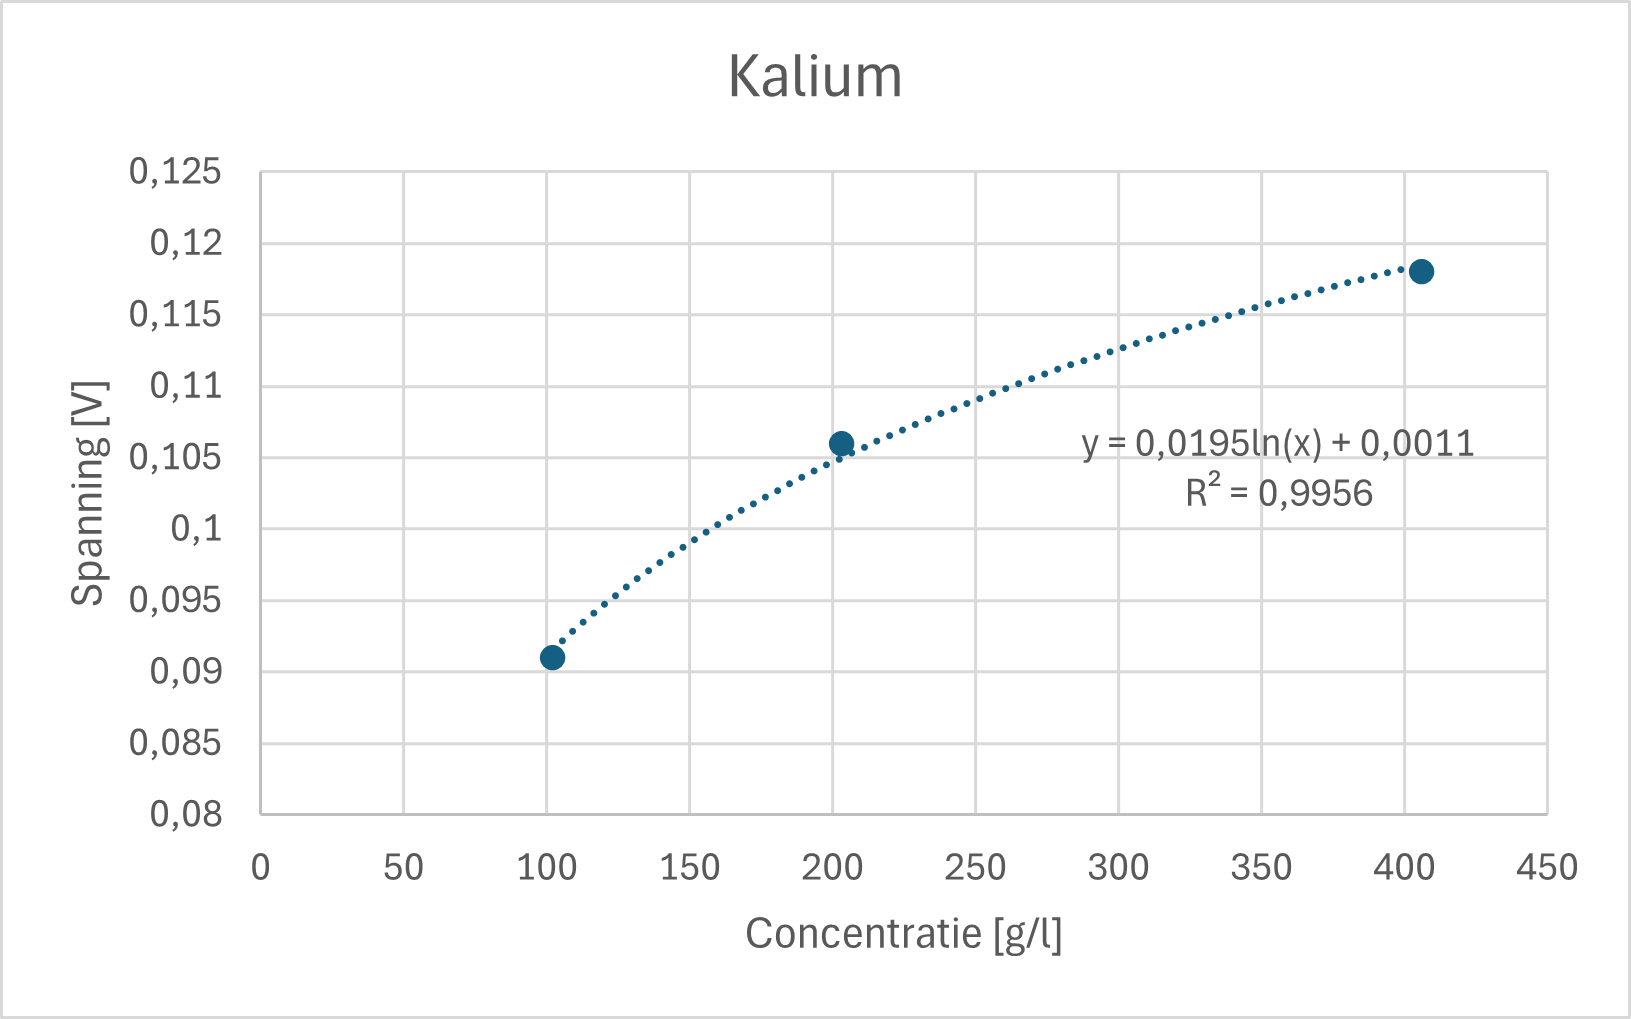 Kalium
0,125
0,12
0,115
0,11
0,105
0,1
0,095
0,09
0,085
0,08
Spanning [V]
y = 0,0195ln(x) + 0,0011
R² = 0,9956
0 50 100 150 200 250 300 350 400 450
Concentratie [g/l]